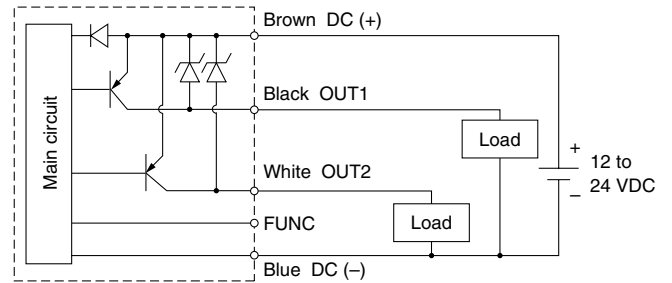 Brown DC (+)
Main circuit
Black OUT1
Load
+
12 to
24 VDC
–
White OUT2
Load
FUNC
Blue DC (–)